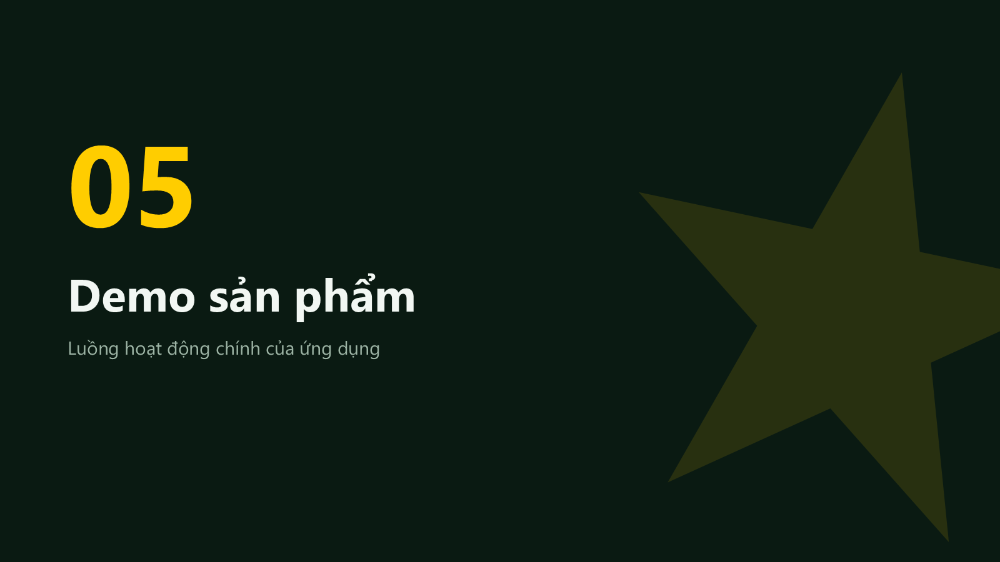 05
Demo sản phẩm
Luồng hoạt động chính của ứng dụng